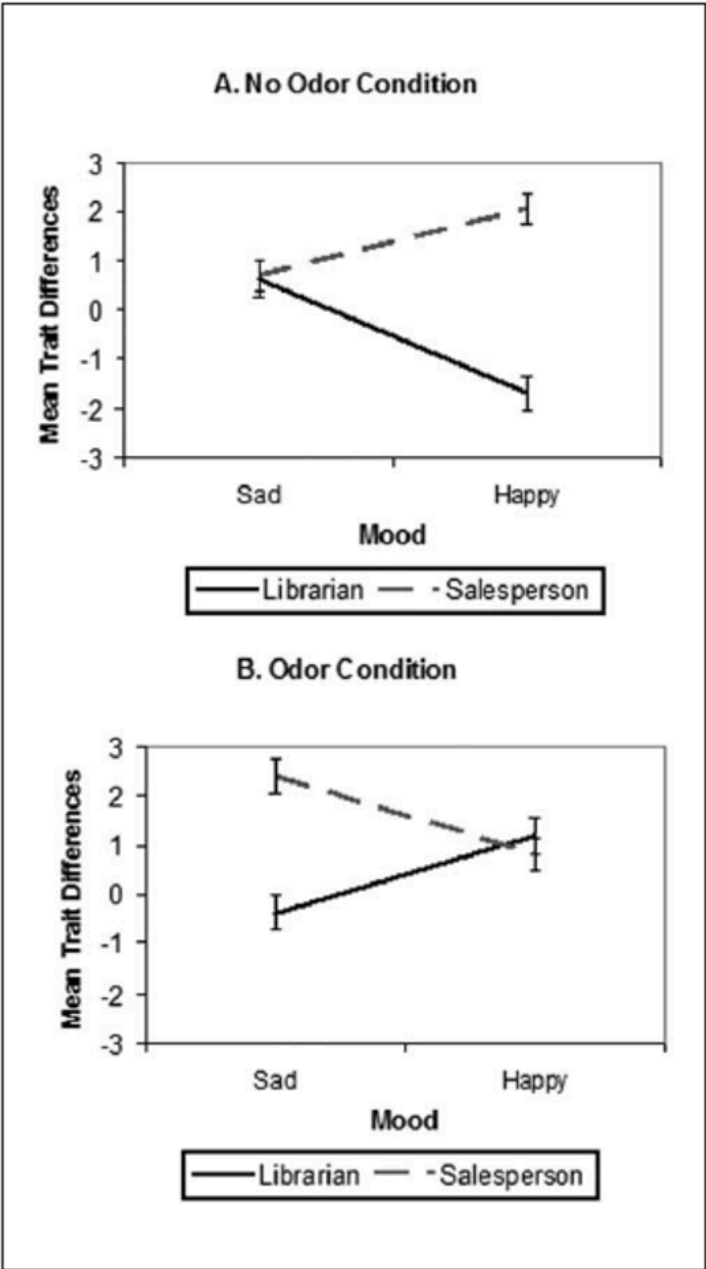 A. No Odor Condition
Mean Trait Differences
3
2
1
0
-1
-2
-3
Sad Happy
Mood
Librarian Salesperson
B. Odor Condition
Mean Trait Differences
3
2
1
0
-1
-2
-3
Sad Happy
Mood
Librarian Salesperson